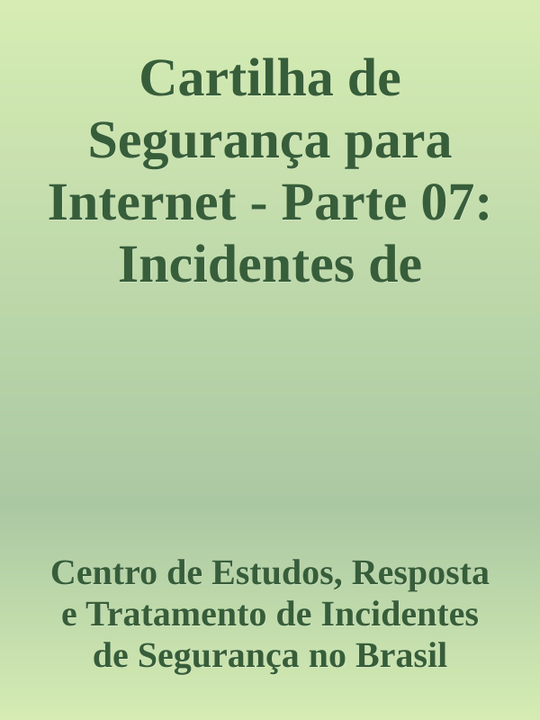 Cartilha de
Segurança para
Internet - Parte 07:
Incidentes de
Centro de Estudos, Resposta
e Tratamento de Incidentes
de Segurança no Brasil